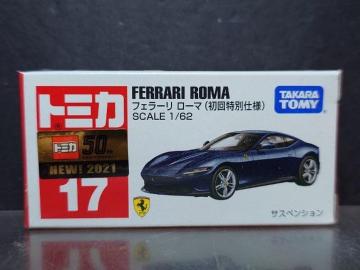 トミカ
FERRARI ROMA
フェラーリ ローマ(初回特別仕様)
SCALE 1/62
TAKARA
TOMY
トミカ
50th
NEW! 2021
17
サスペンション